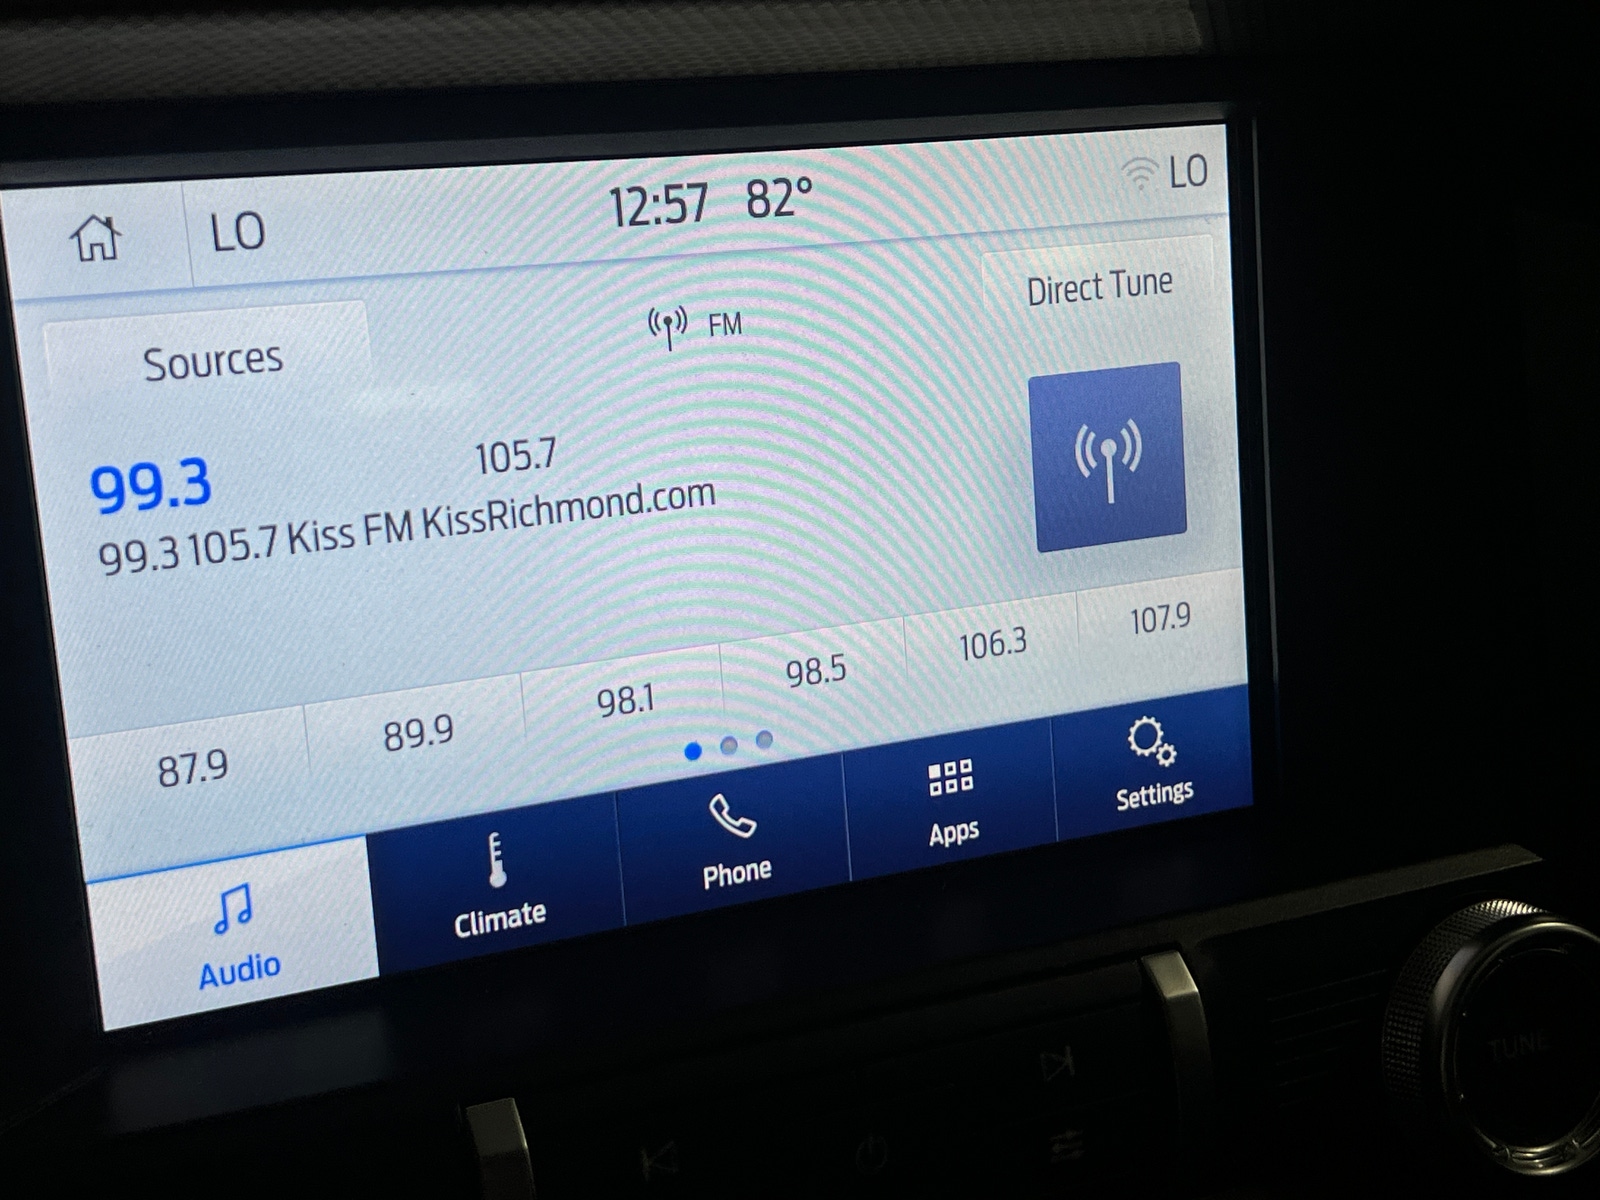 LO
12:57 82°
LO
Sources
FM
Direct Tune
99.3
105.7
99.3 105.7 Kiss FM KissRichmond.com
87.9
89.9
98.1
98.5
106.3
107.9
Audio
Climate
Phone
Apps
Settings
TUNE